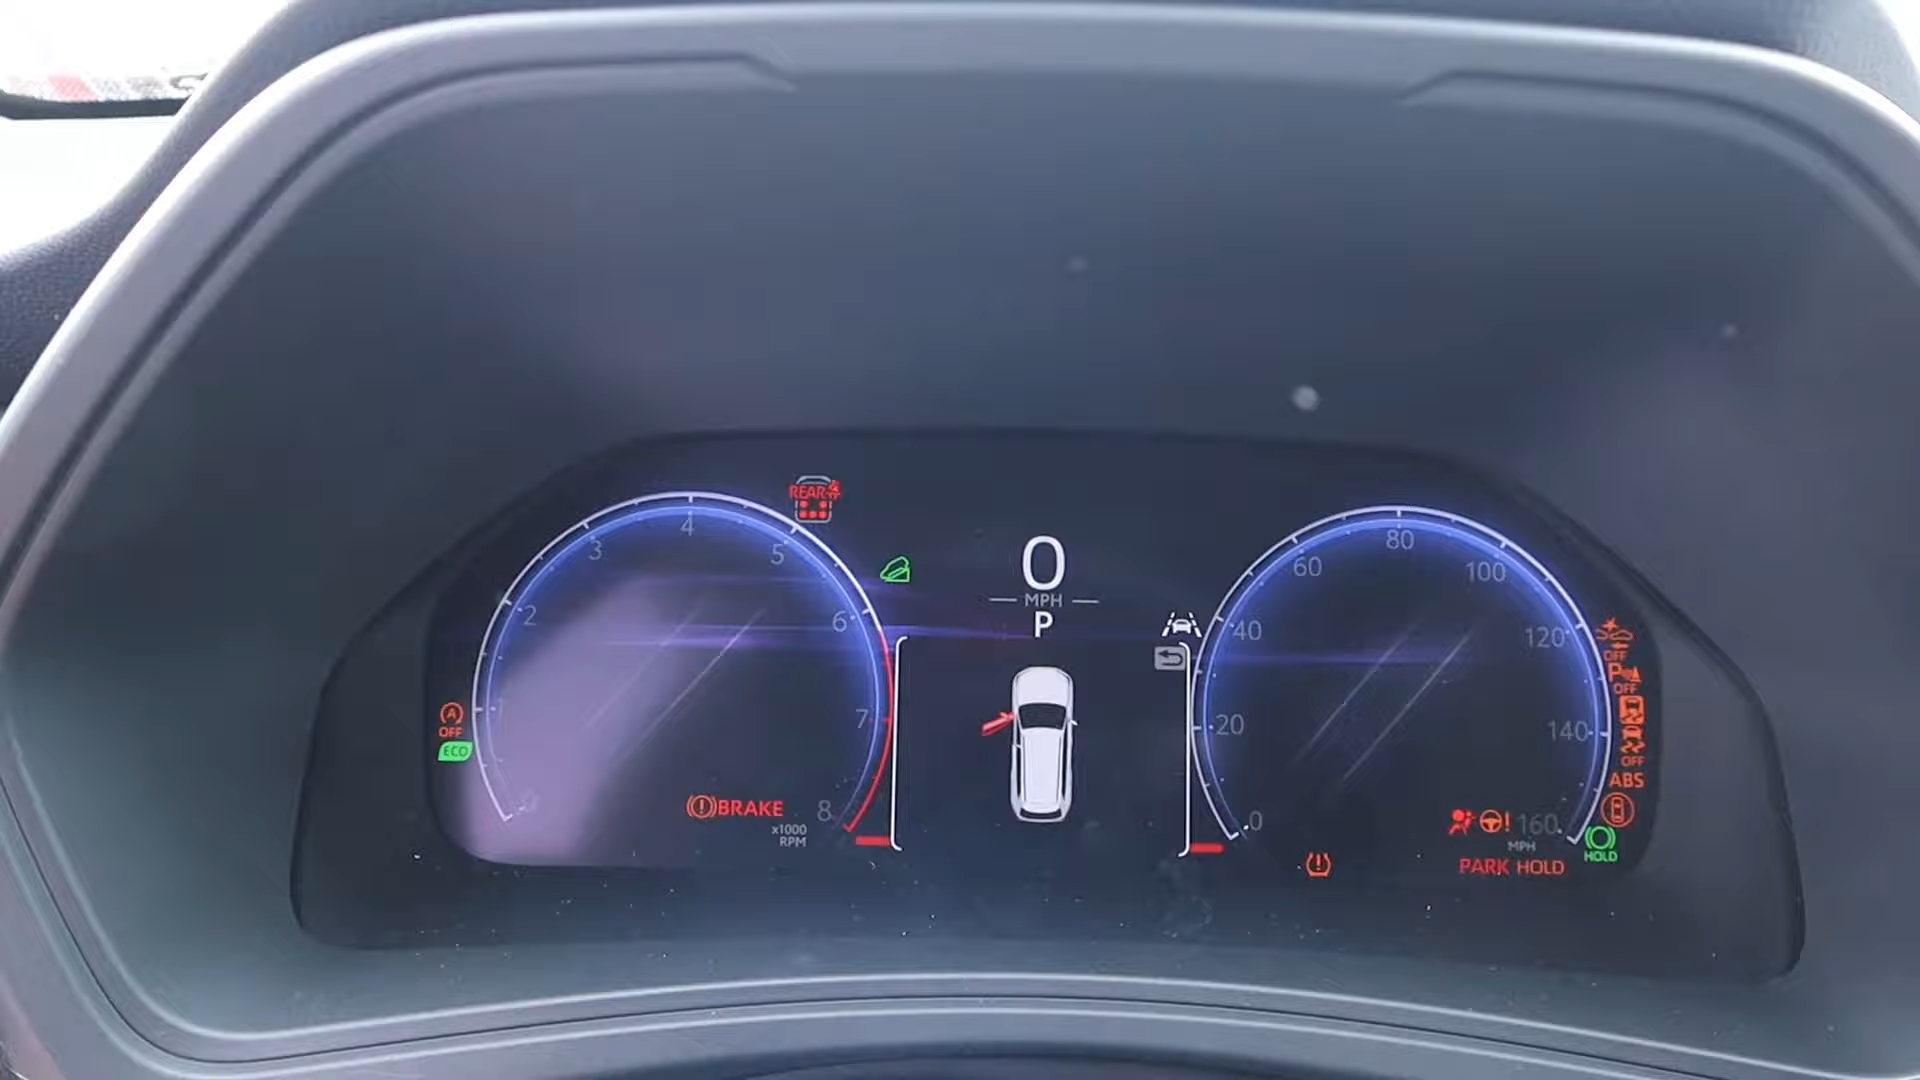 REAR
4
3
5
2
6
7
8
x1000
RPM
A
OFF
ECO
BRAKE
0
MPH
P
80
60
100
40
120
20
140
0
160
MPH
OFF
P
OFF
OFF
ABS
HOLD
PARK HOLD